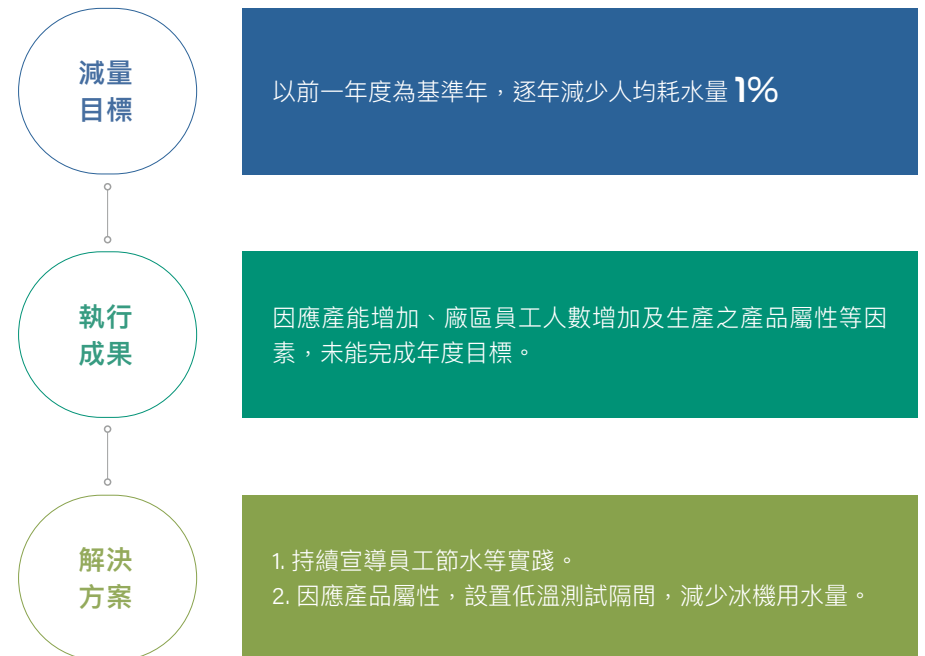 減量
目標
以前一年度為基準年，逐年減少人均耗水量 1%
執行
成果
因應產能增加、廠區員工人數增加及生產之產品屬性等因
素，未能完成年度目標。
解決
方案
1. 持續宣導員工節水等實踐。
2. 因應產品屬性，設置低溫測試隔間，減少冰機用水量。